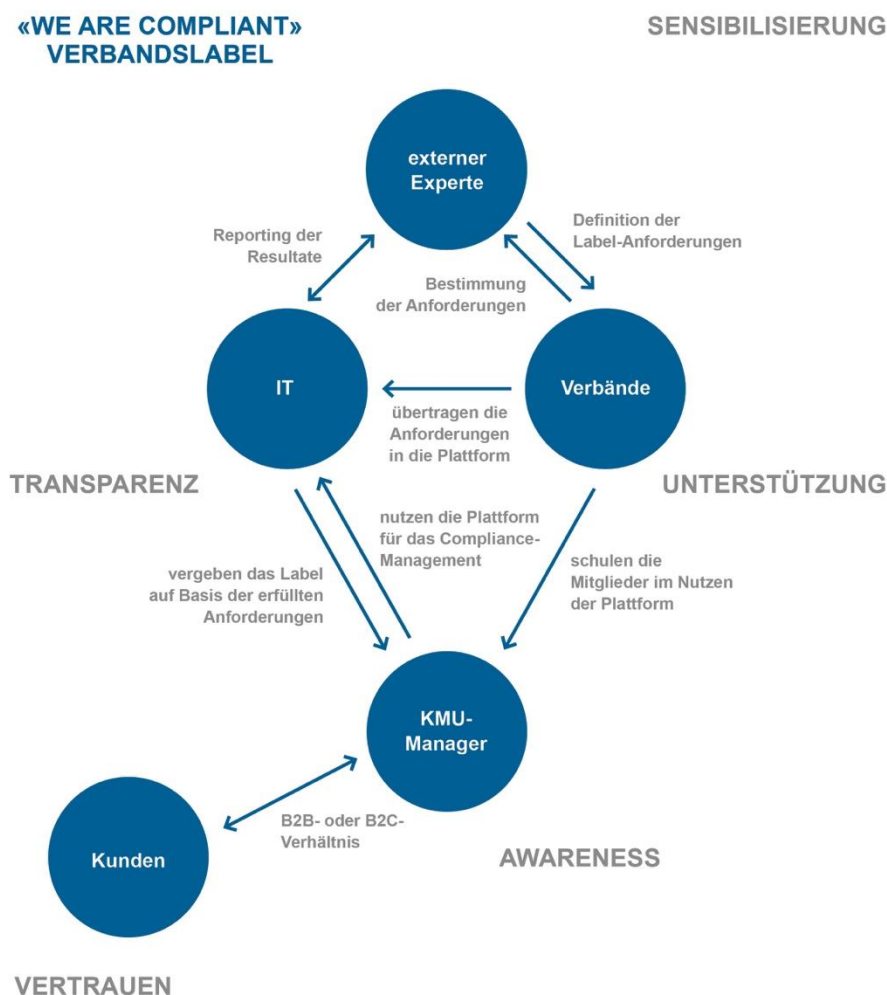 «WE ARE COMPLIANT»
VERBANDSLABEL
SENSIBILISIERUNG
externer
Experte
Reporting der
Resultate
Definition der
Label-Anforderungen
Bestimmung
der Anforderungen
IT
Verbände
übertragen die
Anforderungen
in die Plattform
TRANSPARENZ
UNTERSTÜTZUNG
nutzen die Plattform
für das Compliance-
Management
vergeben das Label
auf Basis der erfüllten
Anforderungen
schulen die
Mitglieder im Nutzen
der Plattform
KMU-
Manager
B2B- oder B2C-
Verhältnis
Kunden
AWARENESS
VERTRAUEN